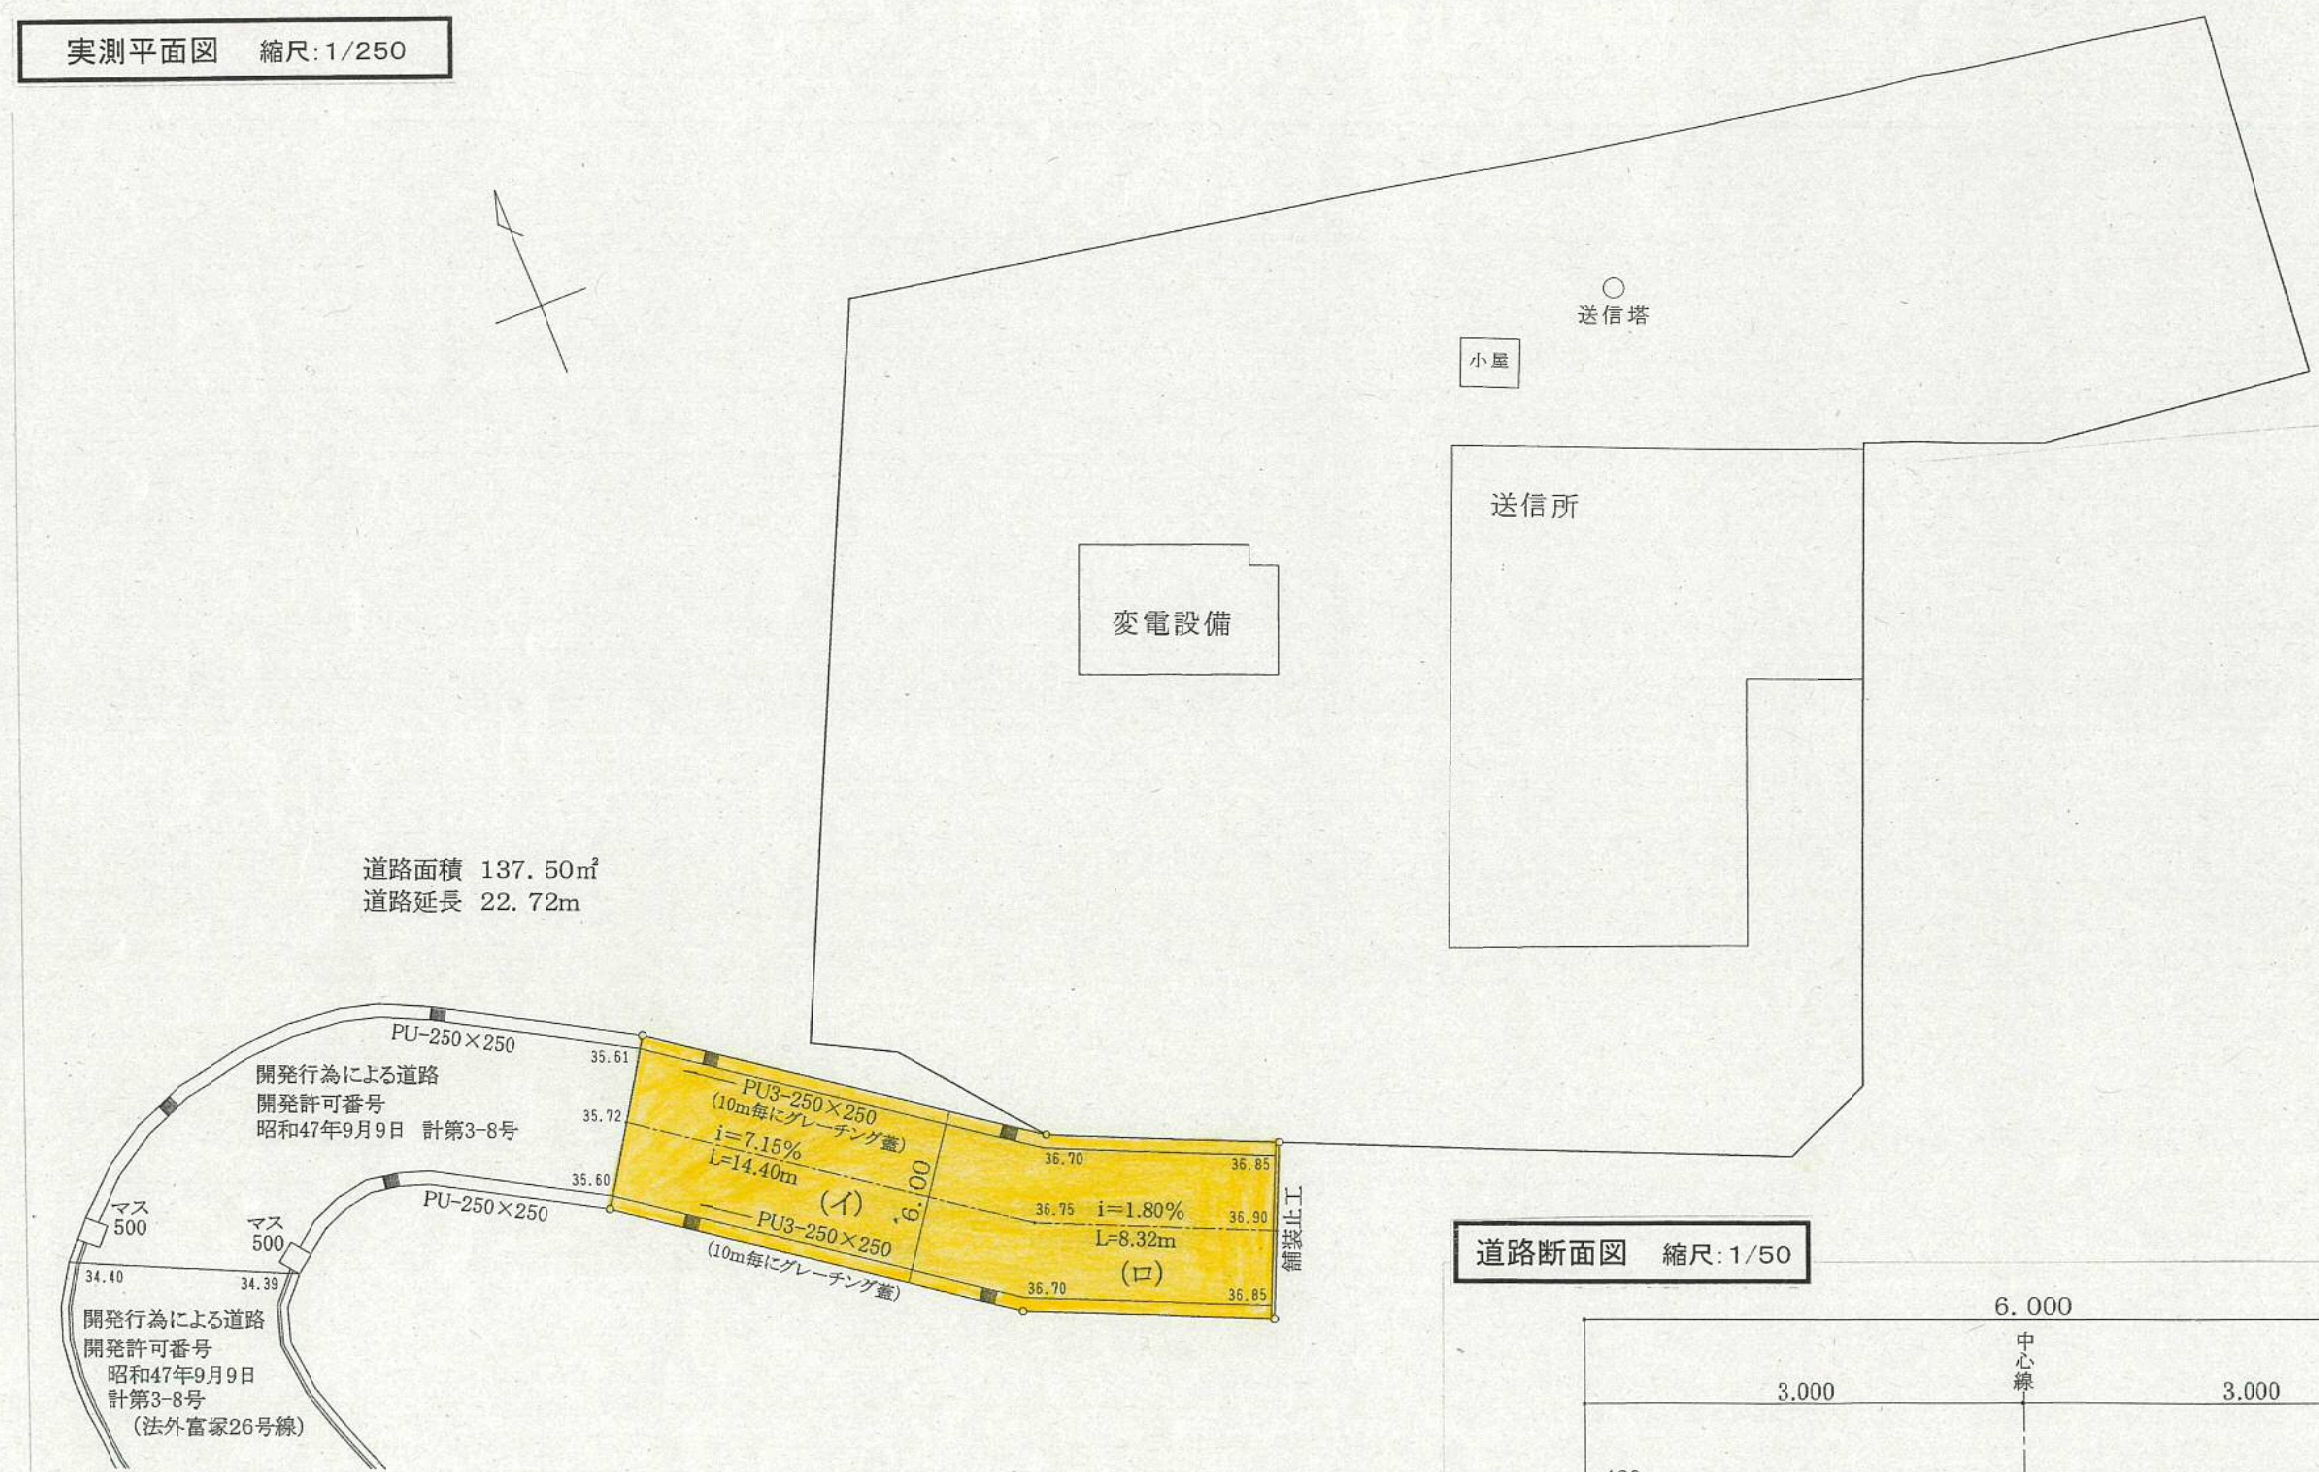 実測平面図 縮尺:1/250
送信塔
小屋
送信所
変電設備
道路面積 137.50㎡
道路延長 22.72m
PU-250×250
35.61
開発行為による道路
開発許可番号
昭和47年9月9日 計第3-8号
35.72
35.60
PU-250×250
マス
500
マス
500
34.40
34.39
開発行為による道路
開発許可番号
昭和47年9月9日
計第3-8号
(法外富塚26号線)
PU3-250×250
(10m毎にグレーチング蓋)
i=7.15%
L=14.40m
(イ)
6.00
PU3-250×250
(10m毎にグレーチング蓋)
36.70
36.85
36.75
i=1.80%
36.90
L=8.32m
(ロ)
36.70
36.85
舗装止工
道路断面図 縮尺:1/50
6.000
中心線
3.000
3.000